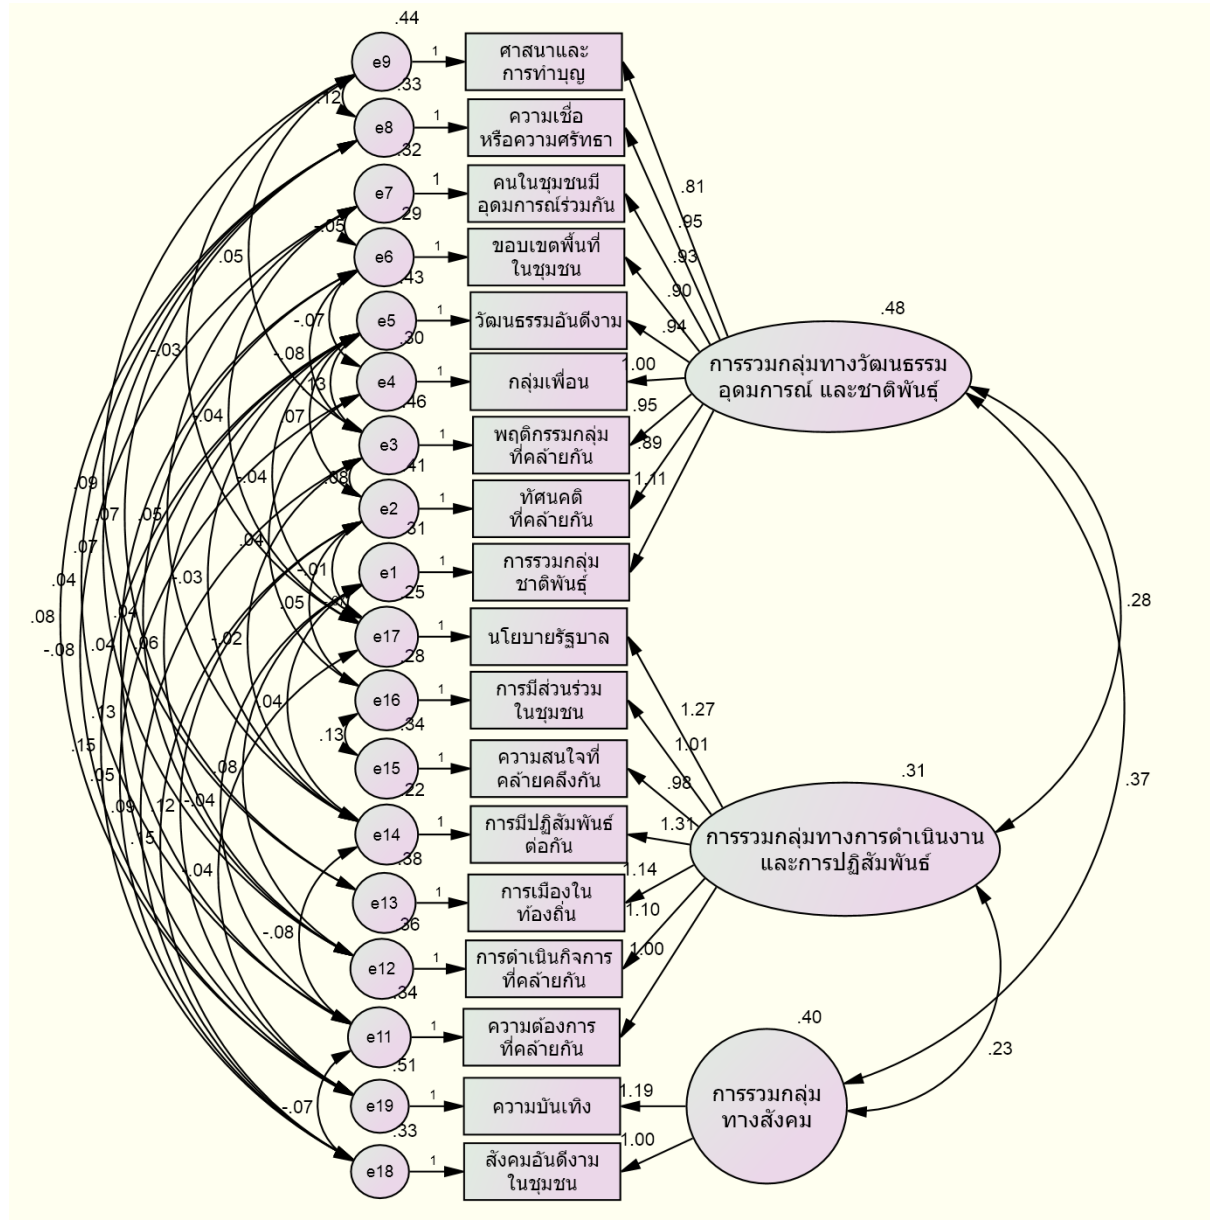 .44
e9
1
ศาสนาและ
การทำบุญ
.33
.12
e8
1
ความเชื่อ
หรือความศรัทธา
.32
e7
1
คนในชุมชนมี
อุดมการณ์ร่วมกัน
.81
.29
-.05
e6
1
ขอบเขตพื้นที่
ในชุมชน
.95
.05
.93
.43
.90
e5
1
วัฒนธรรมอันดีงาม
-.07
.94
.48
.30
-.03
-.08
e4
1
กลุ่มเพื่อน
1.00
การรวมกลุ่มทางวัฒนธรรม
อุดมการณ์ และชาติพันธุ์
.13
.46
.95
-.04
.07
e3
1
พฤติกรรมกลุ่ม
ที่คล้ายกัน
.89
.41
.09
-.04
.08
1.11
e2
1
ทัศนคติ
ที่คล้ายกัน
.07
.05
.31
.07
.04
e1
1
การรวมกลุ่ม
ชาติพันธุ์
.04
-.03
-.01
.25
.08
.04
.05
.28
e17
1
นโยบายรัฐบาล
-.08
.04
.06
-.02
.28
e16
1
การมีส่วนร่วม
ในชุมชน
.04
.13
.34
1.27
.15
.13
1.01
e15
1
ความสนใจที่
คล้ายคลึงกัน
.05
.08
.98
.31
.37
.22
.09
.12
-.04
e14
1
การมีปฏิสัมพันธ์
ต่อกัน
1.31
การรวมกลุ่มทางการดำเนินงาน
และการปฏิสัมพันธ์
.15
.38
-.04
1.14
e13
1
การเมืองใน
ท้องถิ่น
1.10
.36
-.08
1.00
e12
1
การดำเนินกิจการ
ที่คล้ายกัน
.34
.40
e11
1
ความต้องการ
ที่คล้ายกัน
.23
.51
1.19
e19
1
ความบันเทิง
การรวมกลุ่ม
ทางสังคม
-.07
.33
1.00
e18
1
สังคมอันดีงาม
ในชุมชน